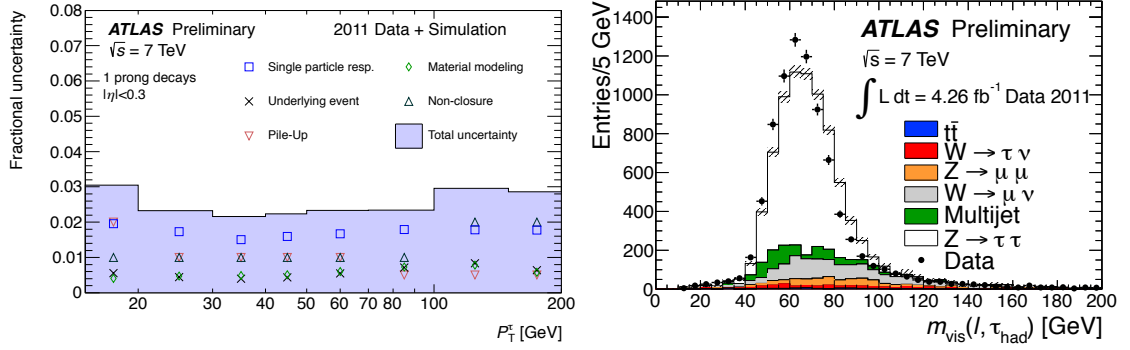 0.08
0.07
0.06
0.05
0.04
0.03
0.02
0.01
0
Fractional uncertainty
ATLAS Preliminary
2011 Data + Simulation
√s = 7 TeV
1 prong decays
|η|<0.3
Single particle resp.
Material modeling
Underlying event
Non-closure
Pile-Up
Total uncertainty
20 30 40 50 60 70 80 100 200
P_T^τ [GeV]
1400
1200
1000
800
600
400
200
0
Entries/5 GeV
ATLAS Preliminary
√s = 7 TeV
∫ L dt = 4.26 fb⁻¹ Data 2011
tt̄
W → τ ν
Z → μ μ
W → μ ν
Multijet
Z → τ τ
Data
0 20 40 60 80 100 120 140 160 180 200
m_vis(l, τ_had) [GeV]